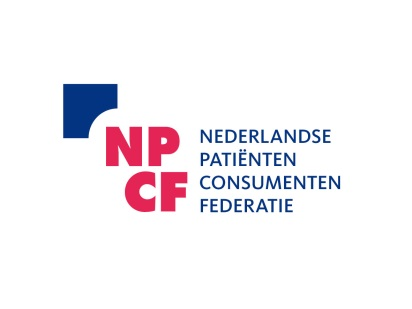 NP
CF
NEDERLANDSE
PATIËNTEN
CONSUMENTEN
FEDERATIE